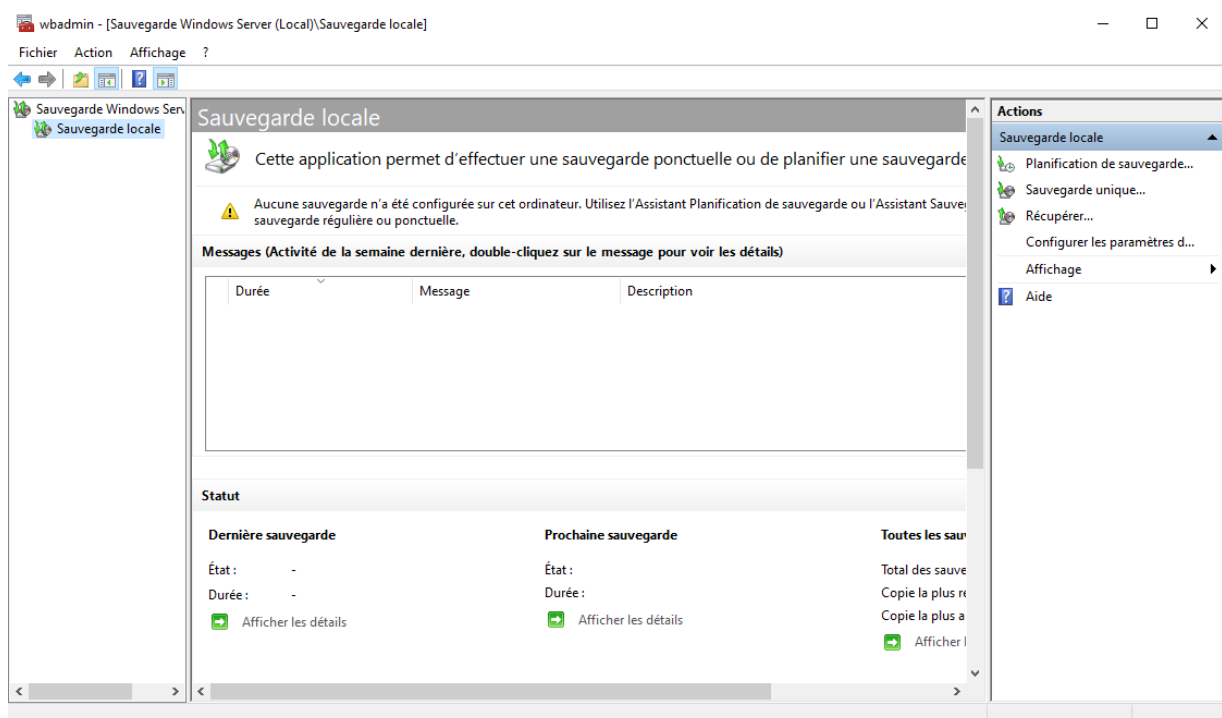 wbadmin - [Sauvegarde Windows Server (Local)\Sauvegarde locale]
Fichier Action Affichage ?
Sauvegarde Windows Serv
Sauvegarde locale
Sauvegarde locale
Cette application permet d'effectuer une sauvegarde ponctuelle ou de planifier une sauvegarde
Aucune sauvegarde n'a été configurée sur cet ordinateur. Utilisez l'Assistant Planification de sauvegarde ou l'Assistant Sauve
sauvegarde régulière ou ponctuelle.
Messages (Activité de la semaine dernière, double-cliquez sur le message pour voir les détails)
Durée Message Description
Statut
Dernière sauvegarde Prochaine sauvegarde Toutes les sau
État : - État : Total des sauve
Durée : - Durée : Copie la plus re
Afficher les détails Afficher les détails Copie la plus a
Afficher l
Actions
Sauvegarde locale
Planification de sauvegarde...
Sauvegarde unique...
Récupérer...
Configurer les paramètres d...
Affichage
Aide